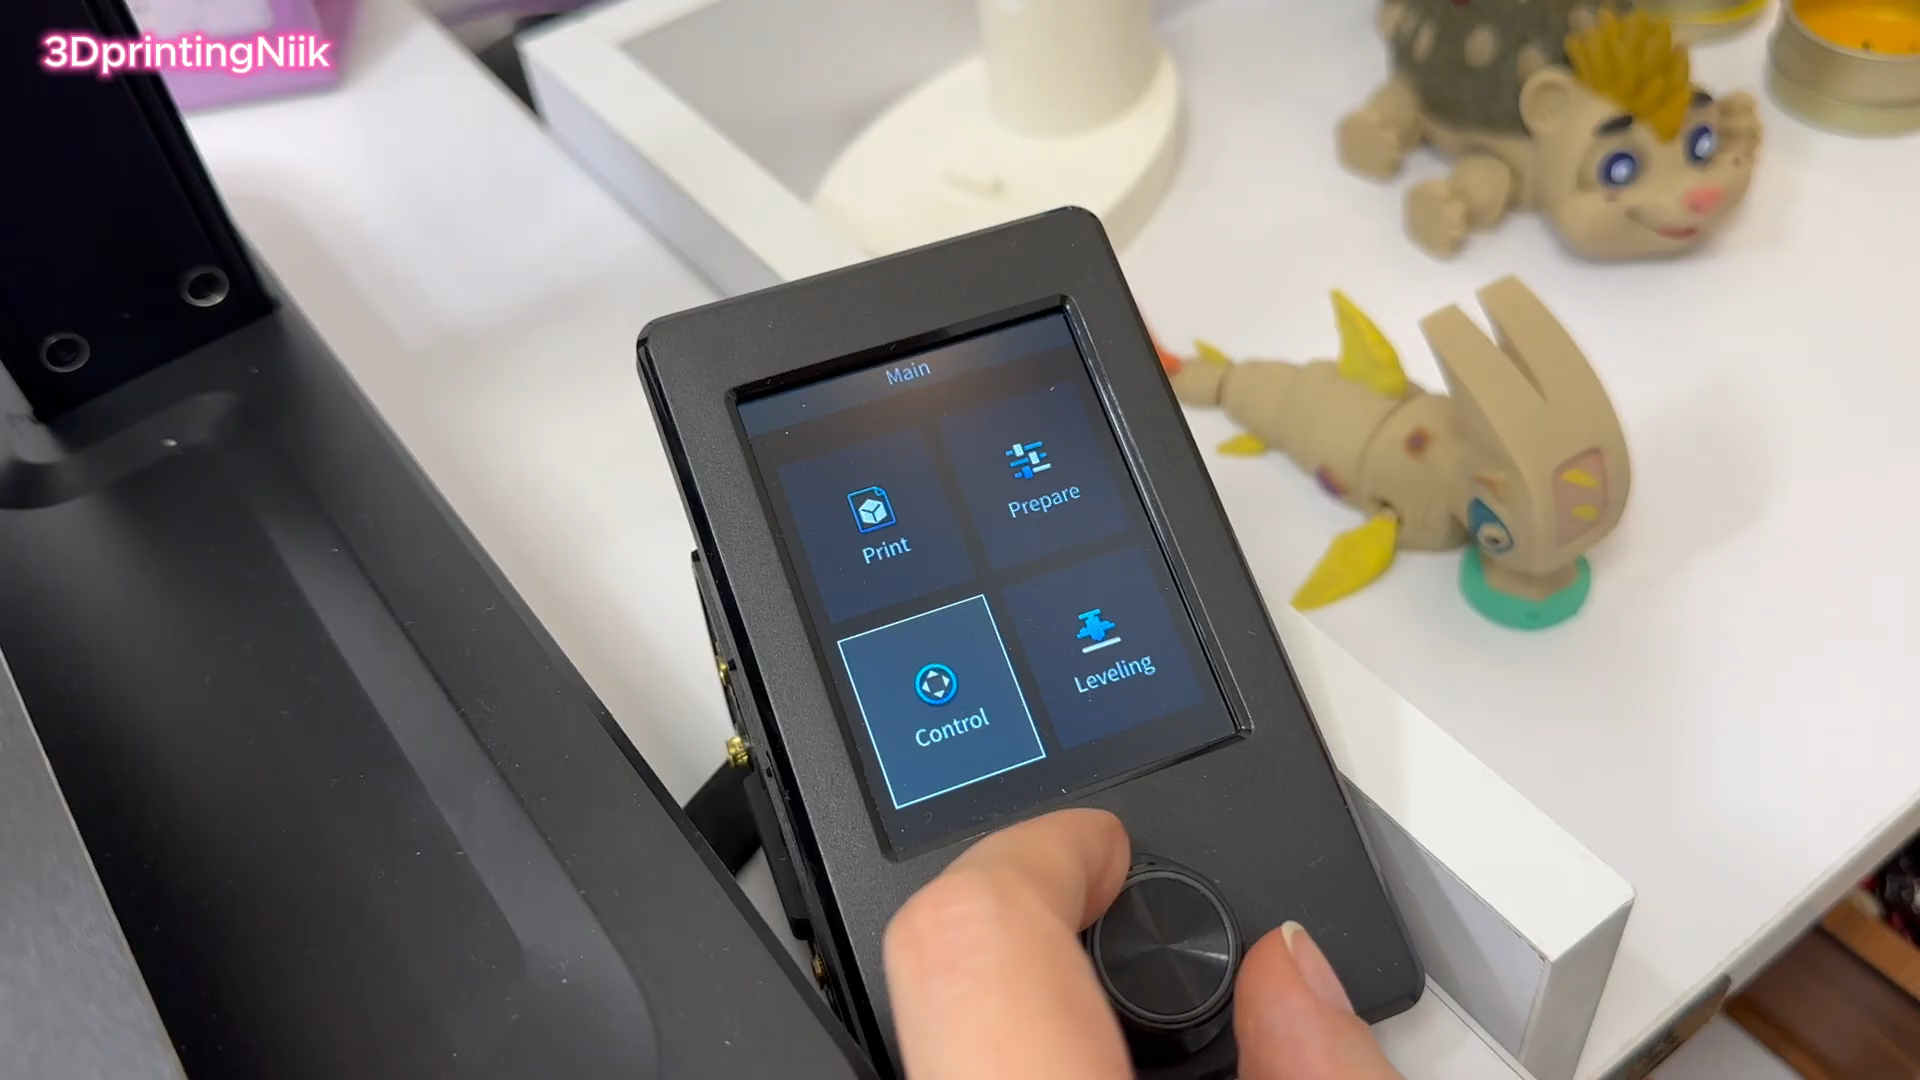 3DprintingNiik
Main
Print
Prepare
Control
Leveling